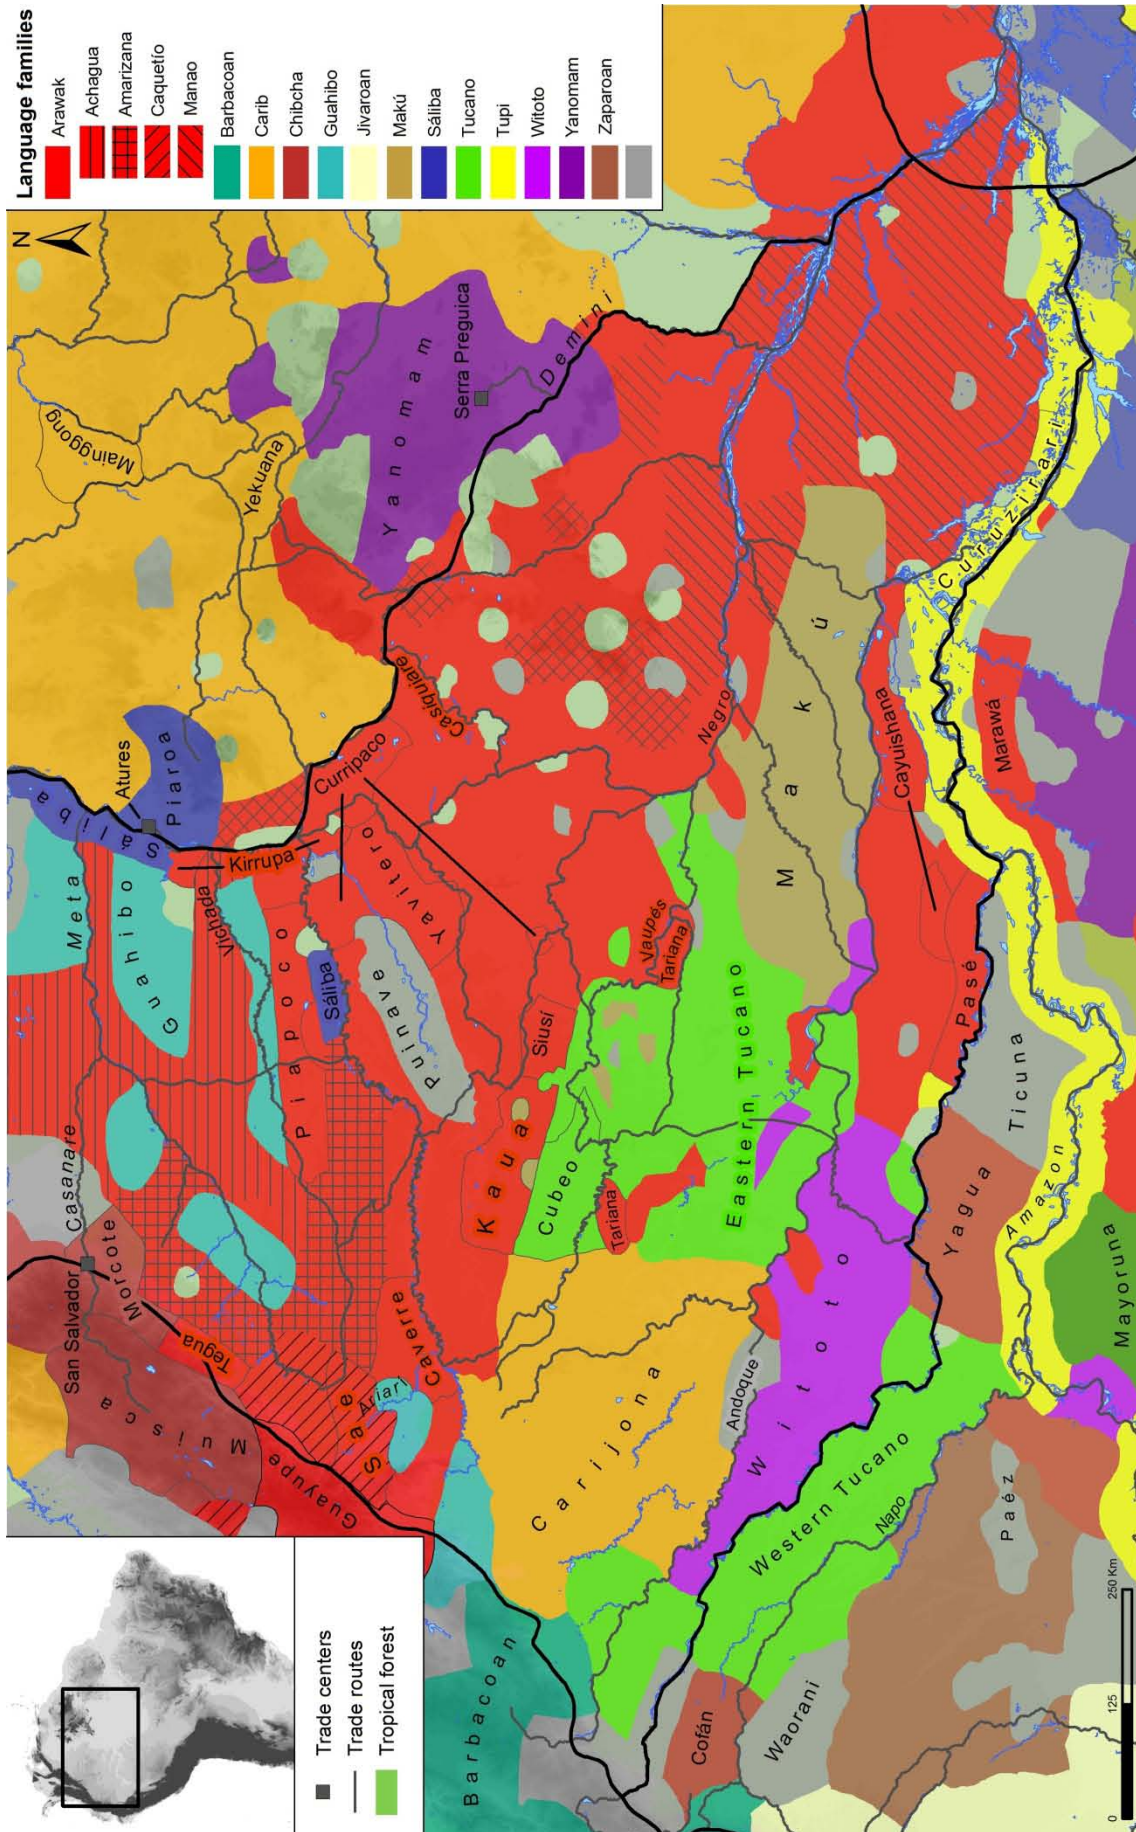 Language families
Arawak
Achagua
Amarizana
Caquetío
Manao
Barbacoan
Carib
Chibcha
Guahibo
Jivaroan
Makú
Sáliba
Tucano
Tupi
Witoto
Yanomam
Zaparoan
N
Trade centers
Trade routes
Tropical forest
San Salvador
Casanare
Morcote
Muisca
Tegua
Guayupe
Sae
Ariari
Caverre
Meta
Guahibo
Sáliba
Atures
Piaroa
Kirrupa
Vichada
Piapoco
Sáliba
Puinave
Yavitero
Curripaco
Casiquiare
Mainggong
Yekuana
Yanomam
Serra Preguica
Demini
Kaua
Siusí
Cubeo
Tariana
Vaupés
Tariana
Eastern Tucano
Negro
Makú
Carijona
Andoque
Witoto
Barbacoan
Western Tucano
Napo
Cofán
Waorani
Paéz
Yagua
Ticuna
Pasé
Cayuishana
Marawá
Curuzirari
Amazon
Mayoruna
0 125 250 Km